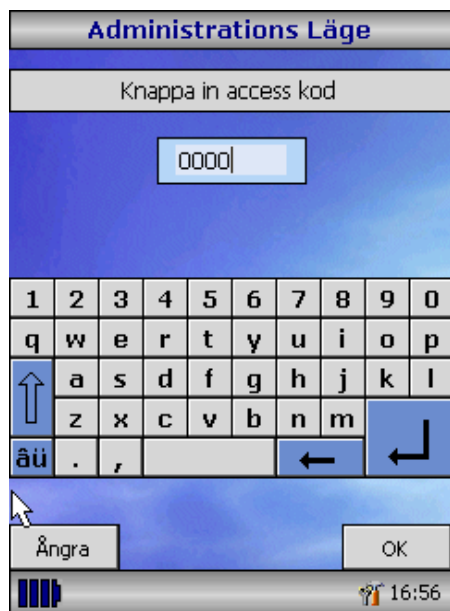 Administrations Läge
Knappa in access kod
0000
1 2 3 4 5 6 7 8 9 0
q w e r t y u i o p
a s d f g h j k l
z x c v b n m
âü . ,
Ångra OK
16:56